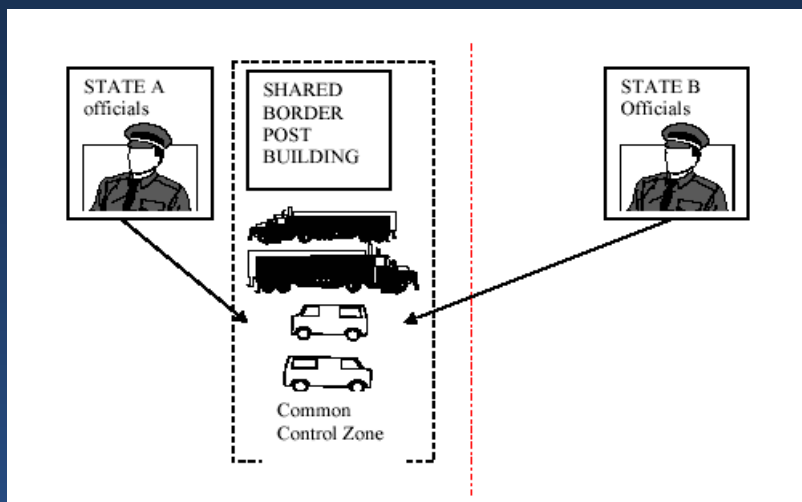 STATE A
officials
SHARED
BORDER
POST
BUILDING
STATE B
Officials
Common
Control Zone